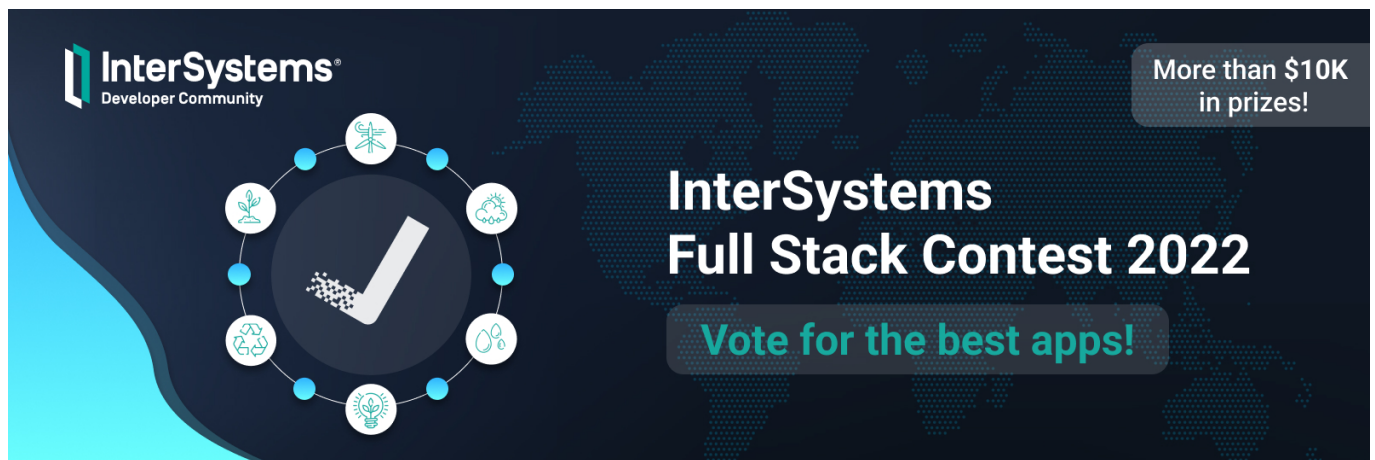 InterSystems®
Developer Community
More than $10K
in prizes!
InterSystems
Full Stack Contest 2022
Vote for the best apps!